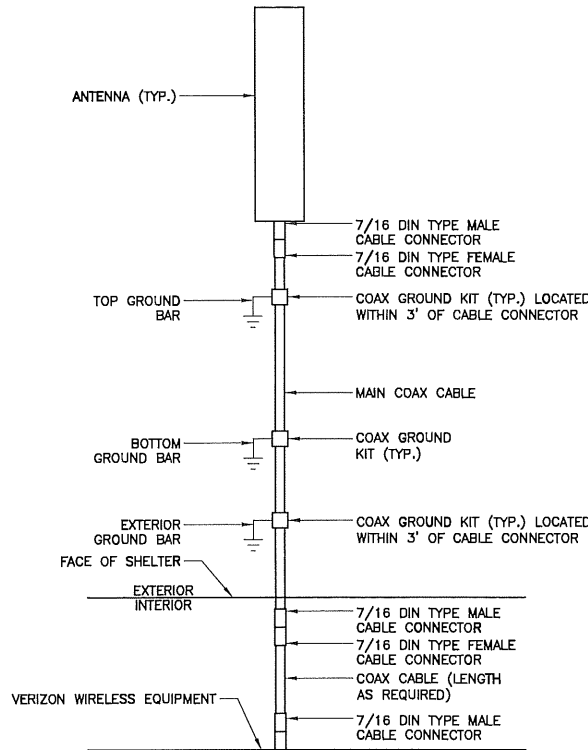 ANTENNA (TYP.)
7/16 DIN TYPE MALE
CABLE CONNECTOR
7/16 DIN TYPE FEMALE
CABLE CONNECTOR
TOP GROUND
BAR
COAX GROUND KIT (TYP.) LOCATED
WITHIN 3' OF CABLE CONNECTOR
MAIN COAX CABLE
BOTTOM
GROUND BAR
COAX GROUND
KIT (TYP.)
EXTERIOR
GROUND BAR
COAX GROUND KIT (TYP.) LOCATED
WITHIN 3' OF CABLE CONNECTOR
FACE OF SHELTER
EXTERIOR
INTERIOR
7/16 DIN TYPE MALE
CABLE CONNECTOR
7/16 DIN TYPE FEMALE
CABLE CONNECTOR
COAX CABLE (LENGTH
AS REQUIRED)
VERIZON WIRELESS EQUIPMENT
7/16 DIN TYPE MALE
CABLE CONNECTOR